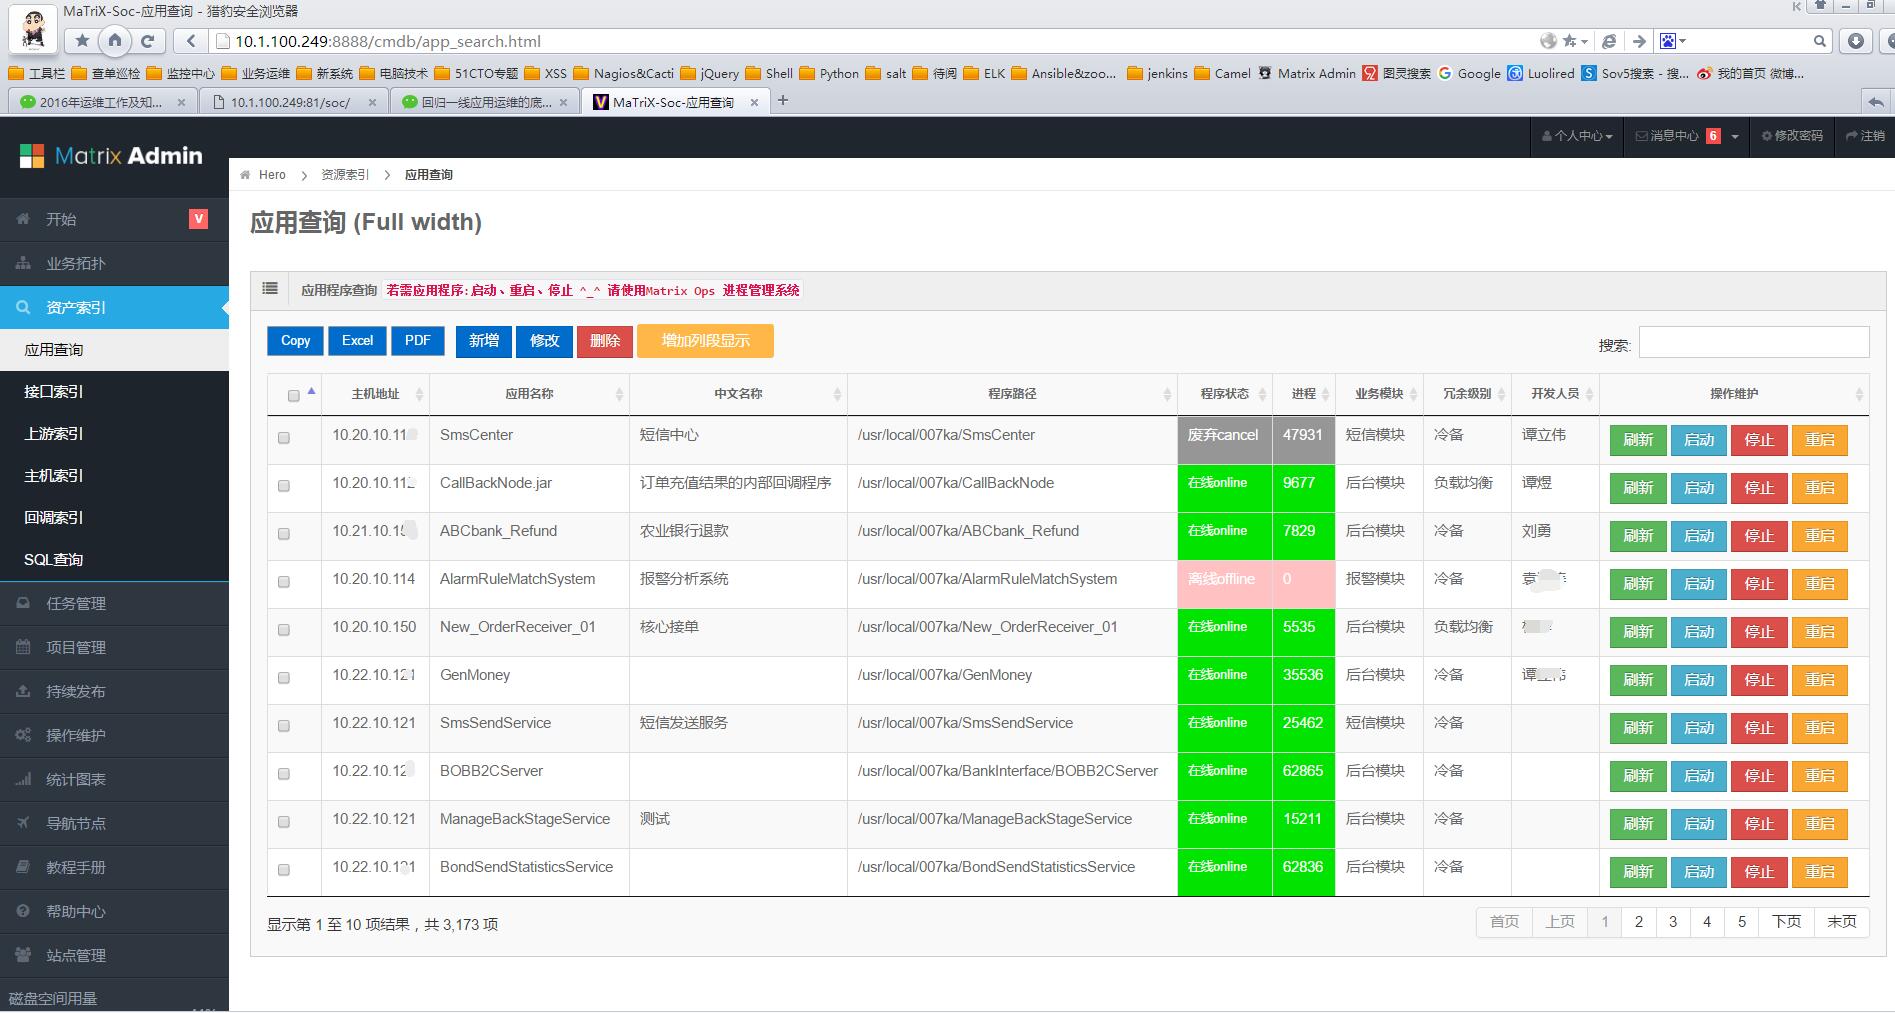 MaTriX-Soc-应用查询 - 猎豹安全浏览器
10.1.100.249:8888/cmdb/app_search.html
工具栏 查单巡检 监控中心 业务运维 新系统 电脑技术 51CTO专题 XSS Nagios&Cacti jQuery Shell Python salt 待阅 ELK Ansible&zoo... jenkins Camel Matrix Admin 图灵搜索 Google Luolired Sov5搜索 - 搜... 我的首页 微博...
2016年运维工作及知... 10.1.100.249:81/soc/ 回归一线应用运维的底... MaTriX-Soc-应用查询
Matrix Admin
个人中心 消息中心 6 修改密码 注销
Hero 资源索引 应用查询
应用查询 (Full width)
开始 V
业务拓扑
资产索引
应用查询
接口索引
上游索引
主机索引
回调索引
SQL查询
任务管理
项目管理
持续发布
操作维护
统计图表
导航节点
教程手册
帮助中心
站点管理
磁盘空间用量
应用程序查询 若需应用程序:启动、重启、停止 ^_^ 请使用Matrix Ops 进程管理系统
Copy Excel PDF 新增 修改 删除 增加列段显示
搜索:
主机地址 应用名称 中文名称 程序路径 程序状态 进程 业务模块 冗余级别 开发人员 操作维护
10.20.10.11 SmsCenter 短信中心 /usr/local/007ka/SmsCenter 废弃cancel 47931 短信模块 冷备 谭立伟 刷新 启动 停止 重启
10.20.10.112 CallBackNode.jar 订单充值结果的内部回调程序 /usr/local/007ka/CallBackNode 在线online 9677 后台模块 负载均衡 谭煜 刷新 启动 停止 重启
10.21.10.15 ABCbank_Refund 农业银行退款 /usr/local/007ka/ABCbank_Refund 在线online 7829 后台模块 冷备 刘勇 刷新 启动 停止 重启
10.20.10.114 AlarmRuleMatchSystem 报警分析系统 /usr/local/007ka/AlarmRuleMatchSystem 离线offline 0 报警模块 冷备 袁 刷新 启动 停止 重启
10.20.10.150 New_OrderReceiver_01 核心接单 /usr/local/007ka/New_OrderReceiver_01 在线online 5535 后台模块 负载均衡 刷新 启动 停止 重启
10.22.10.121 GenMoney /usr/local/007ka/GenMoney 在线online 35536 后台模块 冷备 谭 刷新 启动 停止 重启
10.22.10.121 SmsSendService 短信发送服务 /usr/local/007ka/SmsSendService 在线online 25462 短信模块 冷备 刷新 启动 停止 重启
10.22.10.12 BOBB2CServer /usr/local/007ka/BankInterface/BOBB2CServer 在线online 62865 后台模块 冷备 刷新 启动 停止 重启
10.22.10.121 ManageBackStageService 测试 /usr/local/007ka/ManageBackStageService 在线online 15211 后台模块 冷备 刷新 启动 停止 重启
10.22.10.121 BondSendStatisticsService /usr/local/007ka/BondSendStatisticsService 在线online 62836 后台模块 冷备 刷新 启动 停止 重启
显示第 1 至 10 项结果，共 3,173 项
首页 上页 1 2 3 4 5 下页 末页